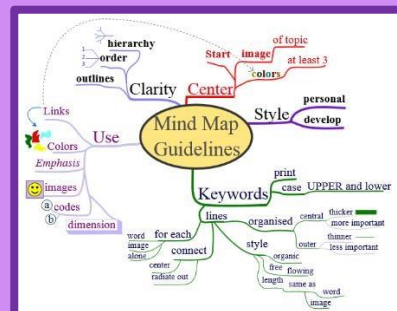 hierarchy
1
2
3
order
outlines
Clarity
Start
image
of topic
colors
at least 3
Center
Style
personal
develop
Mind Map
Guidelines
Links
Colors
Emphasis
images
a
b
codes
dimension
Use
Keywords
print
case
UPPER and lower
lines
for each
word
image
alone
connect
center
radiate out
organised
central
thicker
more important
outer
thinner
less important
style
organic
free
flowing
length
same as
word
image